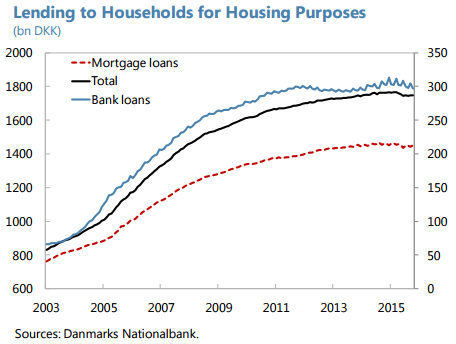 Lending to Households for Housing Purposes
(bn DKK)
2000
1800
1600
1400
1200
1000
800
600
350
300
250
200
150
100
50
0
Mortgage loans
Total
Bank loans
2003 2005 2007 2009 2011 2013 2015
Sources: Danmarks Nationalbank.